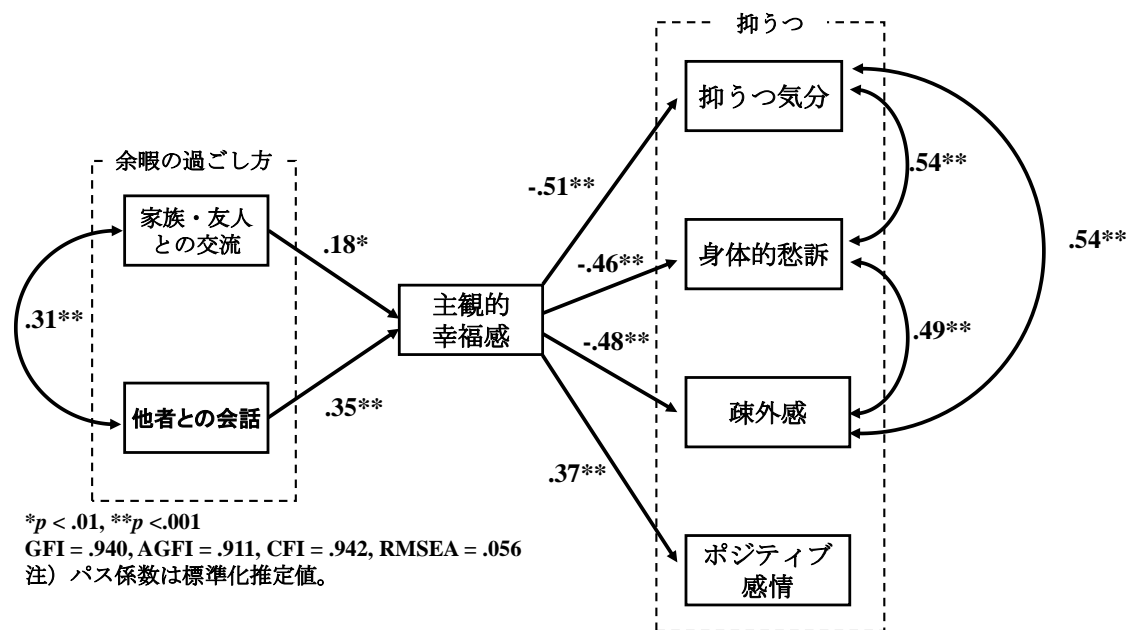 抑うつ
抑うつ気分
余暇の過ごし方
.54**
-.51**
家族・友人
との交流
.18*
身体的愁訴
.54**
-.46**
主観的
幸福感
.31**
-.48**
.49**
他者との会話
.35**
疎外感
.37**
*p < .01, **p <.001
GFI = .940, AGFI = .911, CFI = .942, RMSEA = .056
注）パス係数は標準化推定値。
ポジティブ
感情